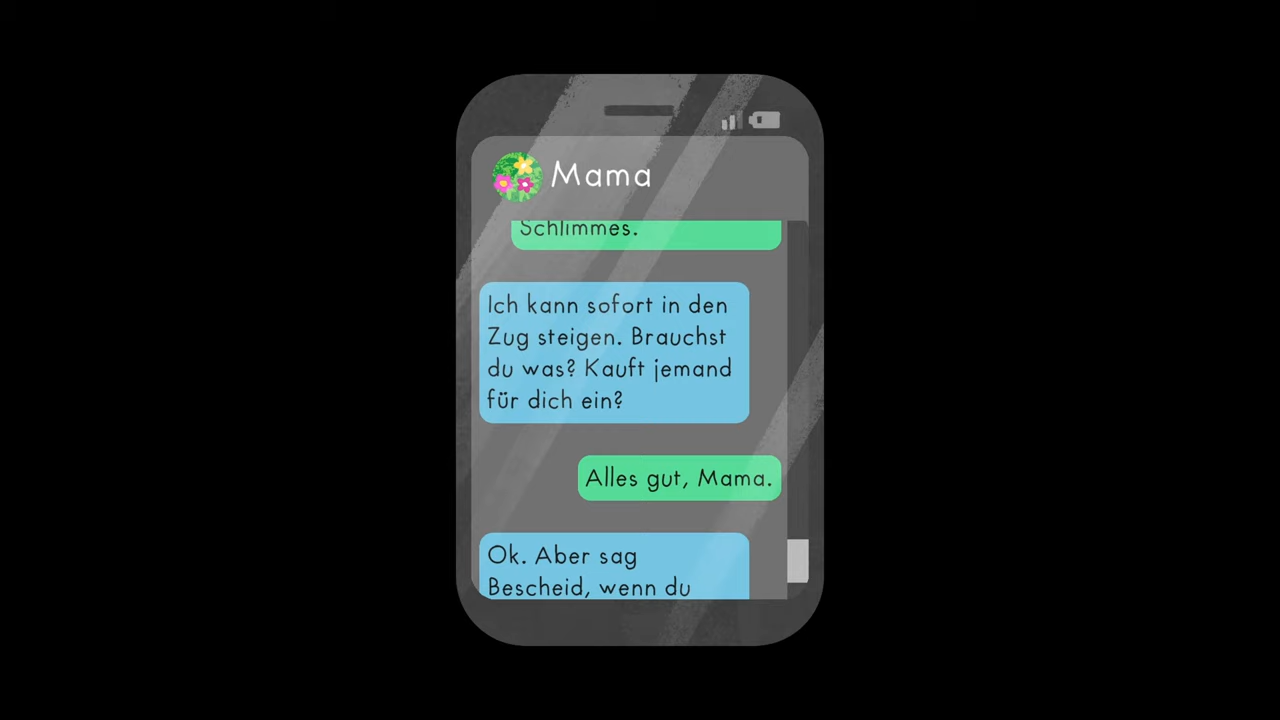 Mama
Schlimmes.
Ich kann sofort in den
Zug steigen. Brauchst
du was? Kauft jemand
für dich ein?
Alles gut, Mama.
Ok. Aber sag
Bescheid, wenn du